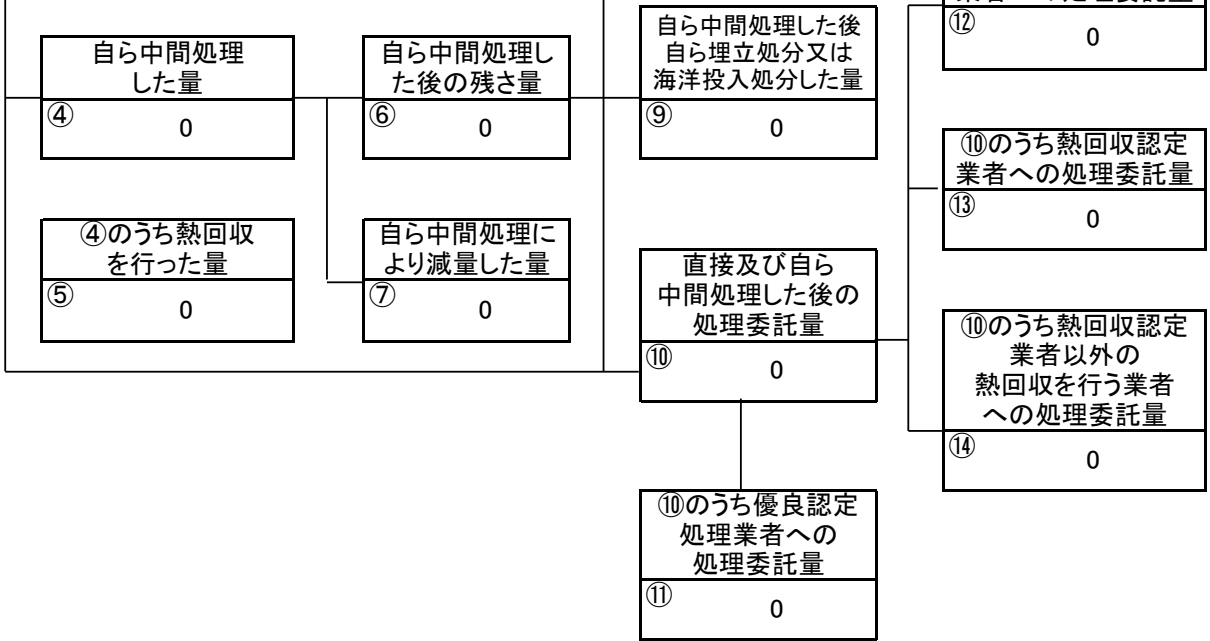 ⑫
0
自ら中間処理
した量
④
0
自ら中間処理し
た後の残さ量
⑥
0
自ら中間処理した後
自ら埋立処分又は
海洋投入処分した量
⑨
0
⑩のうち熱回収認定
業者への処理委託量
⑬
0
④のうち熱回収
を行った量
⑤
0
自ら中間処理に
より減量した量
⑦
0
直接及び自ら
中間処理した後の
処理委託量
⑩
0
⑩のうち熱回収認定
業者以外の
熱回収を行う業者
への処理委託量
⑭
0
⑩のうち優良認定
処理業者への
処理委託量
⑪
0